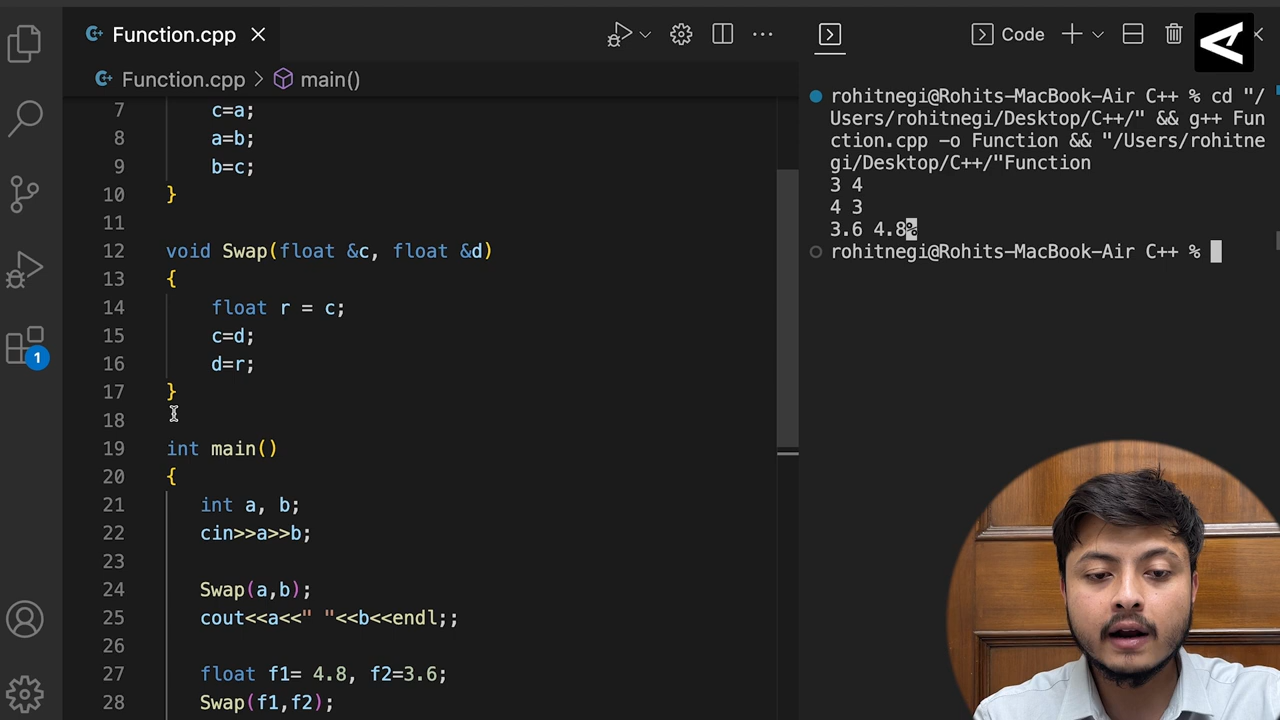 Function.cpp
Code
Function.cpp > main()
7 c=a;
8 a=b;
9 b=c;
10 }
11
12 void Swap(float &c, float &d)
13 {
14 float r = c;
15 c=d;
16 d=r;
17 }
18
19 int main()
20 {
21 int a, b;
22 cin>>a>>b;
23
24 Swap(a,b);
25 cout<<a<<" "<<b<<endl;;
26
27 float f1= 4.8, f2=3.6;
28 Swap(f1,f2);
1
rohitnegi@Rohits-MacBook-Air C++ % cd "/
Users/rohitnegi/Desktop/C++/" && g++ Fun
ction.cpp -o Function && "/Users/rohitne
gi/Desktop/C++/"Function
3 4
4 3
3.6 4.8%
rohitnegi@Rohits-MacBook-Air C++ %